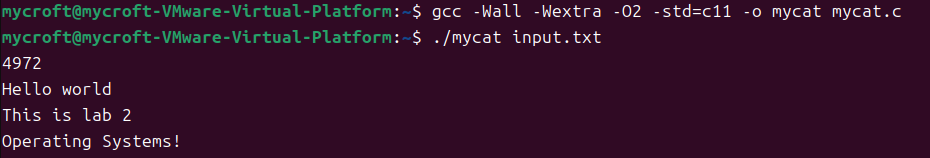 mycroft@mycroft-VMware-Virtual-Platform:~$ gcc -Wall -Wextra -O2 -std=c11 -o mycat mycat.c
mycroft@mycroft-VMware-Virtual-Platform:~$ ./mycat input.txt
4972
Hello world
This is lab 2
Operating Systems!